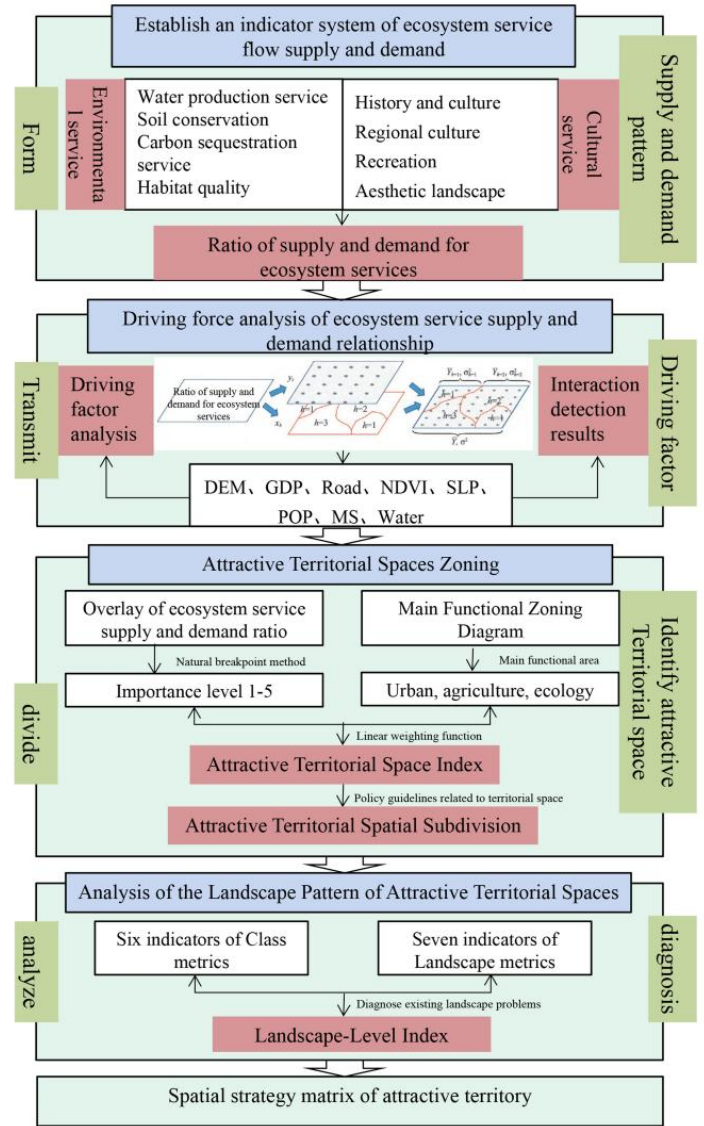 Establish an indicator system of ecosystem service
flow supply and demand
Form
Environmenta
l service
Water production service
Soil conservation
Carbon sequestration
service
Habitat quality
History and culture
Regional culture
Recreation
Aesthetic landscape
Cultural
service
Supply and demand
pattern
Ratio of supply and demand for
ecosystem services
Driving force analysis of ecosystem service supply and
demand relationship
Transmit
Driving
factor
analysis
Ratio of supply and
demand for ecosystem
services
h=1
h=2
h=3
h=1
h=1
h=2
h=3
h=1
Interaction
detection
results
Driving factor
DEM、GDP、Road、NDVI、SLP、
POP、MS、Water
Attractive Territorial Spaces Zoning
divide
Overlay of ecosystem service
supply and demand ratio
Main Functional Zoning
Diagram
Natural breakpoint method
Main functional area
Importance level 1-5
Urban, agriculture, ecology
Linear weighting function
Attractive Territorial Space Index
Policy guidelines related to territorial space
Attractive Territorial Spatial Subdivision
Identify attractive
Territorial space
Analysis of the Landscape Pattern of Attractive Territorial Spaces
analyze
Six indicators of Class
metrics
Seven indicators of
Landscape metrics
Diagnose existing landscape problems
Landscape-Level Index
diagnosis
Spatial strategy matrix of attractive territory